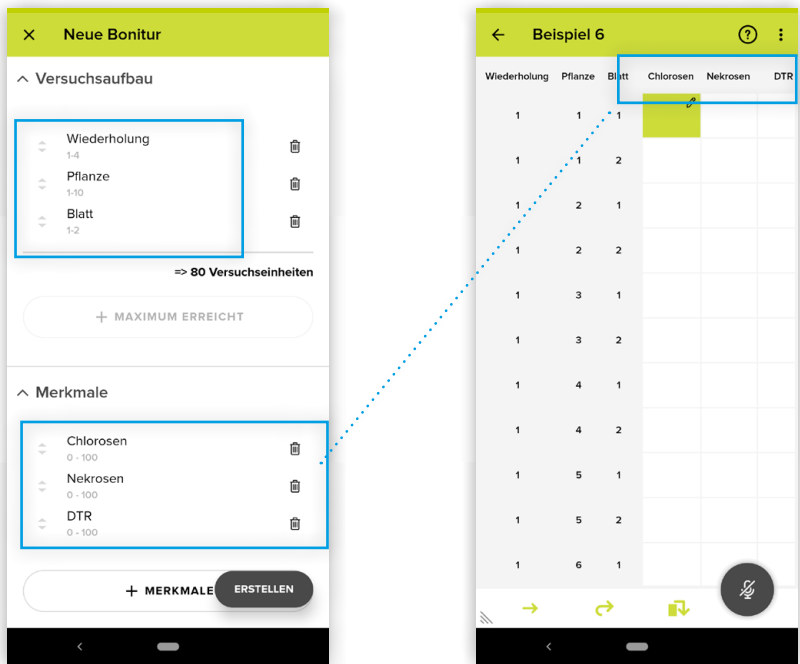 Neue Bonitur
Versuchsaufbau
Wiederholung
1-4
Pflanze
1-10
Blatt
1-2
=> 80 Versuchseinheiten
+ MAXIMUM ERREICHT
Merkmale
Chlorosen
0 - 100
Nekrosen
0 - 100
DTR
0 - 100
+ MERKMALE
ERSTELLEN
Beispiel 6
Wiederholung Pflanze Blatt Chlorosen Nekrosen DTR
1 1 1
1 1 2
1 2 1
1 2 2
1 3 1
1 3 2
1 4 1
1 4 2
1 5 1
1 5 2
1 6 1